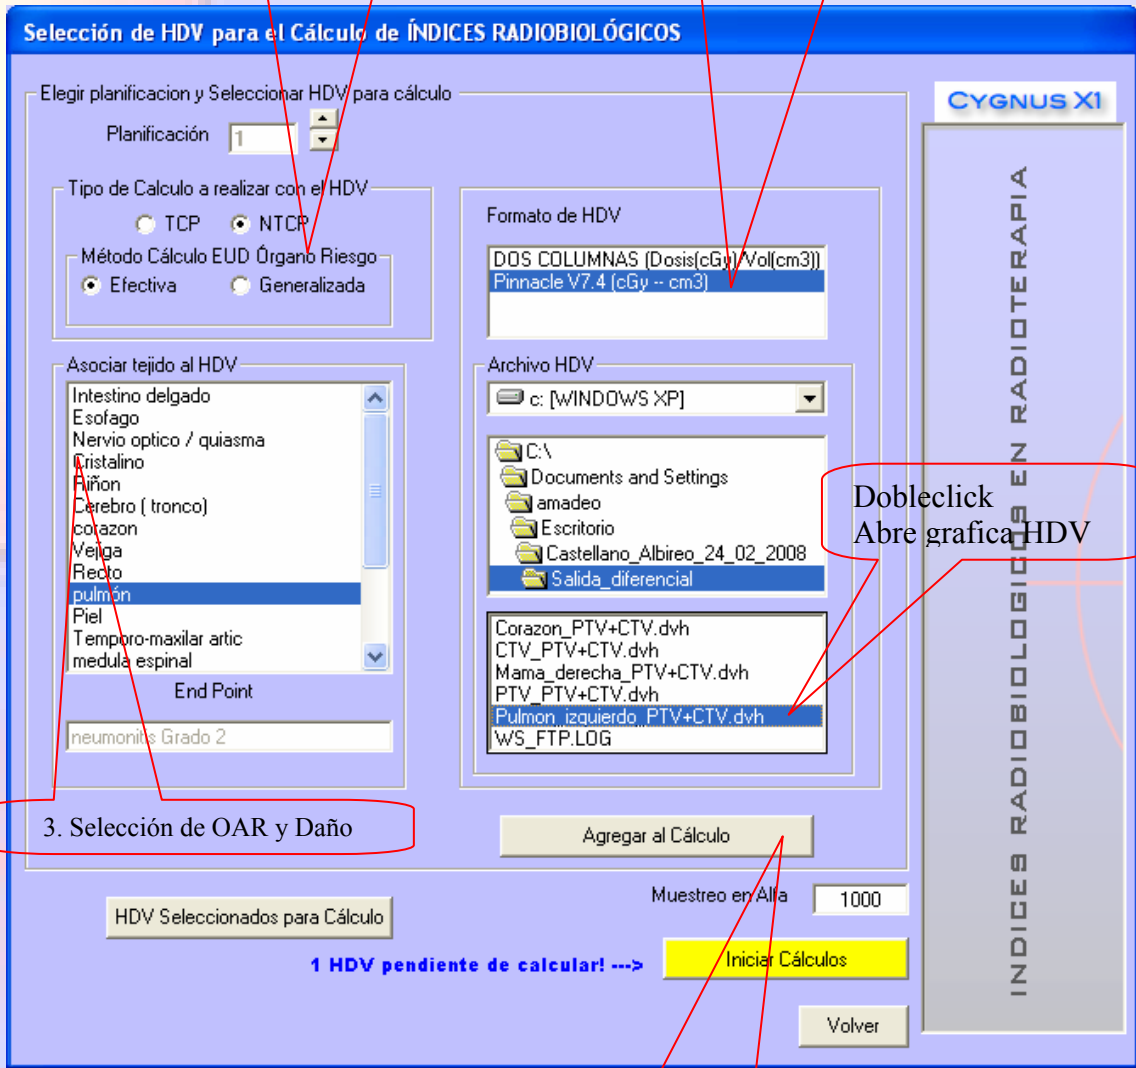 Selección de HDV para el Cálculo de ÍNDICES RADIOBIOLÓGICOS
Elegir planificacion y Seleccionar HDV para cálculo
Planificación 1
Tipo de Calculo a realizar con el HDV
TCP NTCP
Método Cálculo EUD Órgano Riesgo
Efectiva Generalizada
Asociar tejido al HDV
Intestino delgado
Esofago
Nervio optico / quiasma
Cristalino
Riñon
Cerebro ( tronco)
corazon
Vejiga
Recto
pulmón
Piel
Temporo-maxilar artic
medula espinal
End Point
neumonitis Grado 2
3. Selección de OAR y Daño
Formato de HDV
DOS COLUMNAS (Dosis(cGy)/Vol(cm3))
Pinnacle V7.4 (cGy -- cm3)
Archivo HDV
c: [WINDOWS XP]
C:\
Documents and Settings
amadeo
Escritorio
Castellano_Albireo_24_02_2008
Salida_diferencial
Dobleclick
Abre grafica HDV
Corazon_PTV+CTV.dvh
CTV_PTV+CTV.dvh
Mama_derecha_PTV+CTV.dvh
PTV_PTV+CTV.dvh
Pulmon_izquierdo_PTV+CTV.dvh
WS_FTP.LOG
Agregar al Cálculo
Muestreo en Alfa 1000
HDV Seleccionados para Cálculo
1 HDV pendiente de calcular! --->
Iniciar Cálculos
Volver
CYGNUS X1
INDICES RADIOBIOLOGICOS EN RADIOTERAPIA